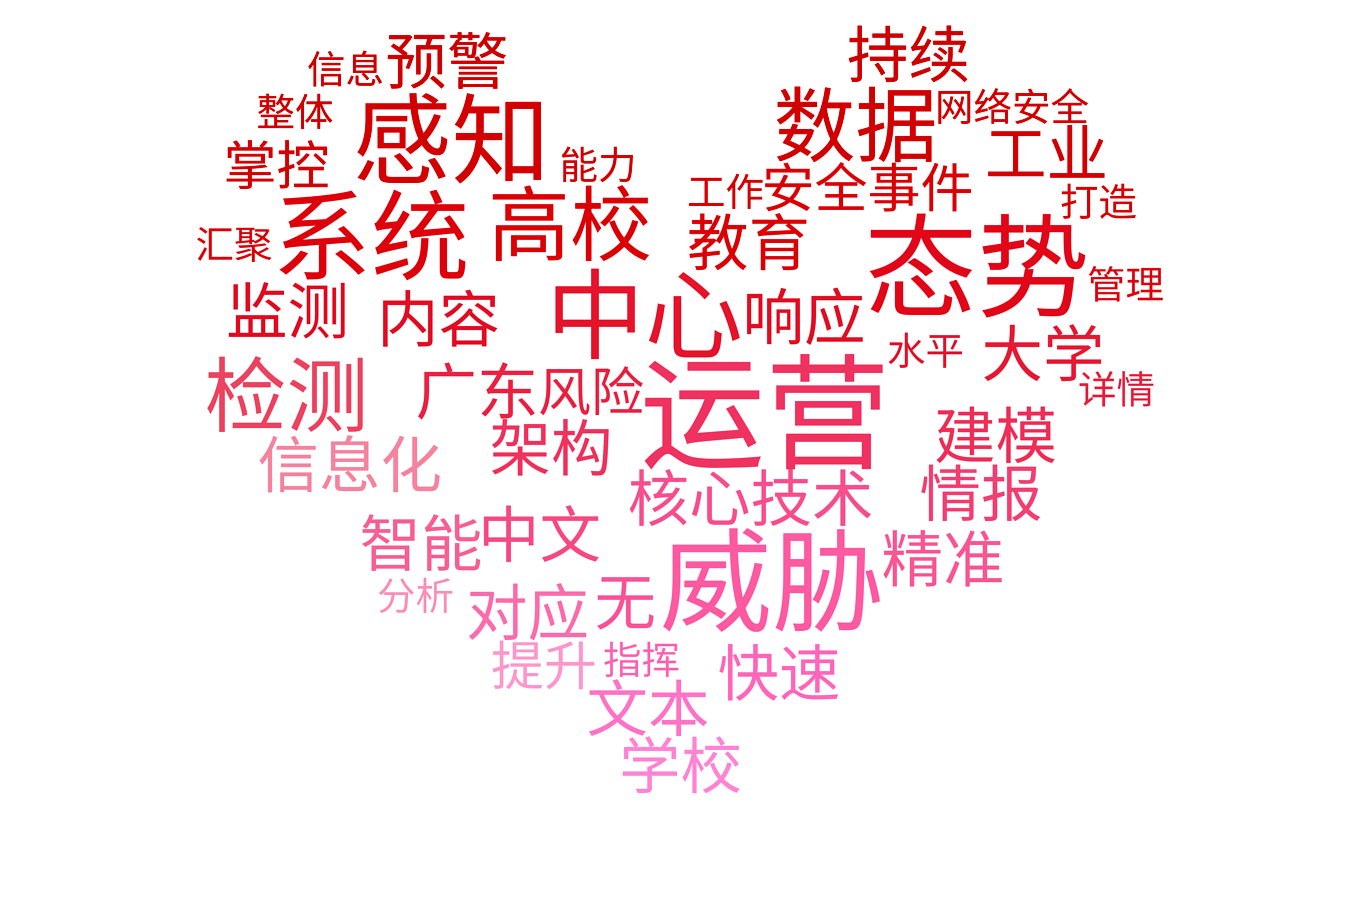 持续
信息 预警
数据 网络安全
整体 感知 工业
掌控 能力
工作 安全事件 打造
系统 高校 教育 态势
汇聚
管理
监测 内容 中心 响应
水平 大学
检测 广东 风险 运营 详情
架构 建模
信息化 核心技术 情报
智能 中文 威胁 精准
分析 对应 无
提升 指挥 快速
文本
学校